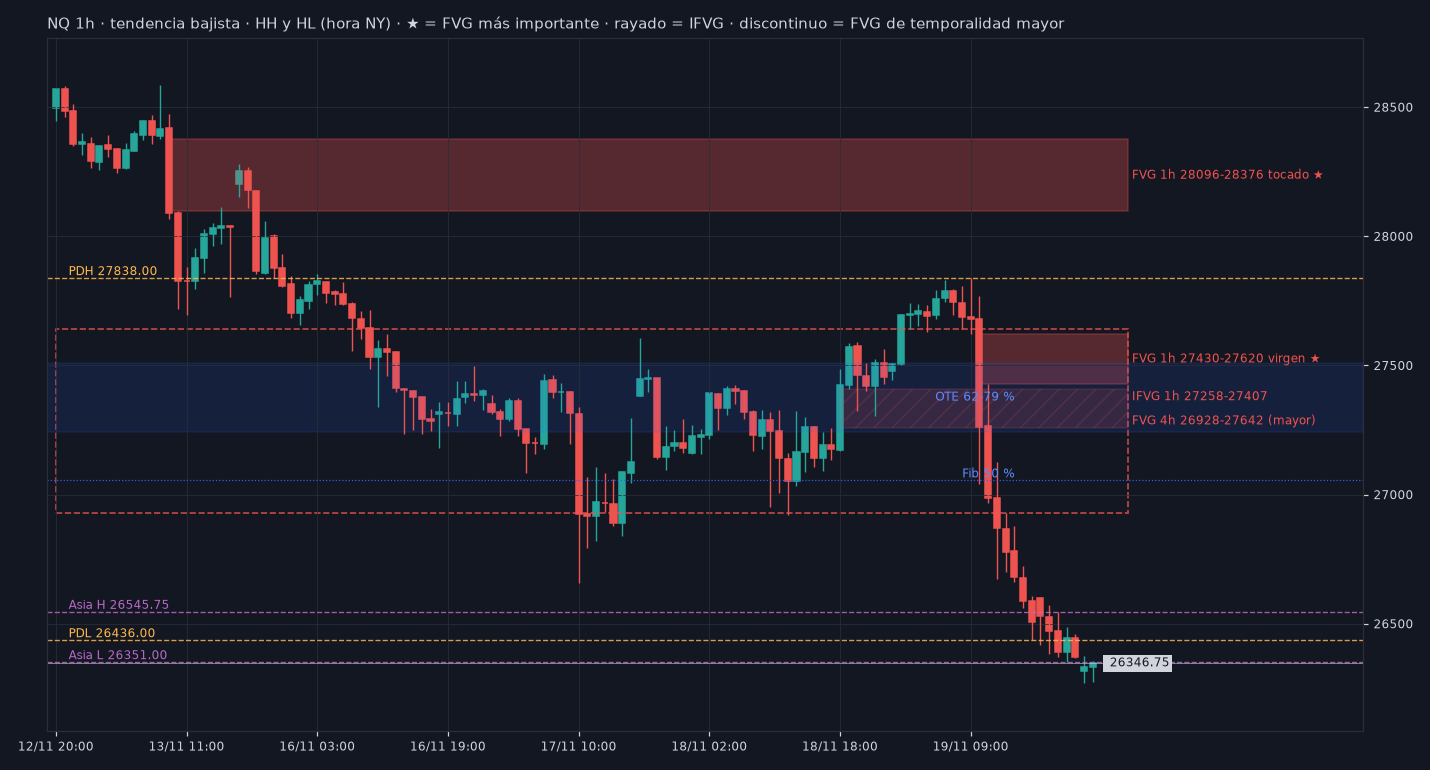 NQ 1h · tendencia bajista · HH y HL (hora NY) · ★ = FVG más importante · rayado = IFVG · discontinuo = FVG de temporalidad mayor
28500
FVG 1h 28096-28376 tocado ★
28000
PDH 27838.00
FVG 1h 27430-27620 virgen ★
27500
OTE 62-79 %
IFVG 1h 27258-27407
FVG 4h 26928-27642 (mayor)
Fib 50 %
27000
Asia H 26545.75
26500
PDL 26436.00
Asia L 26351.00
26346.75
12/11 20:00 13/11 11:00 16/11 03:00 16/11 19:00 17/11 10:00 18/11 02:00 18/11 18:00 19/11 09:00